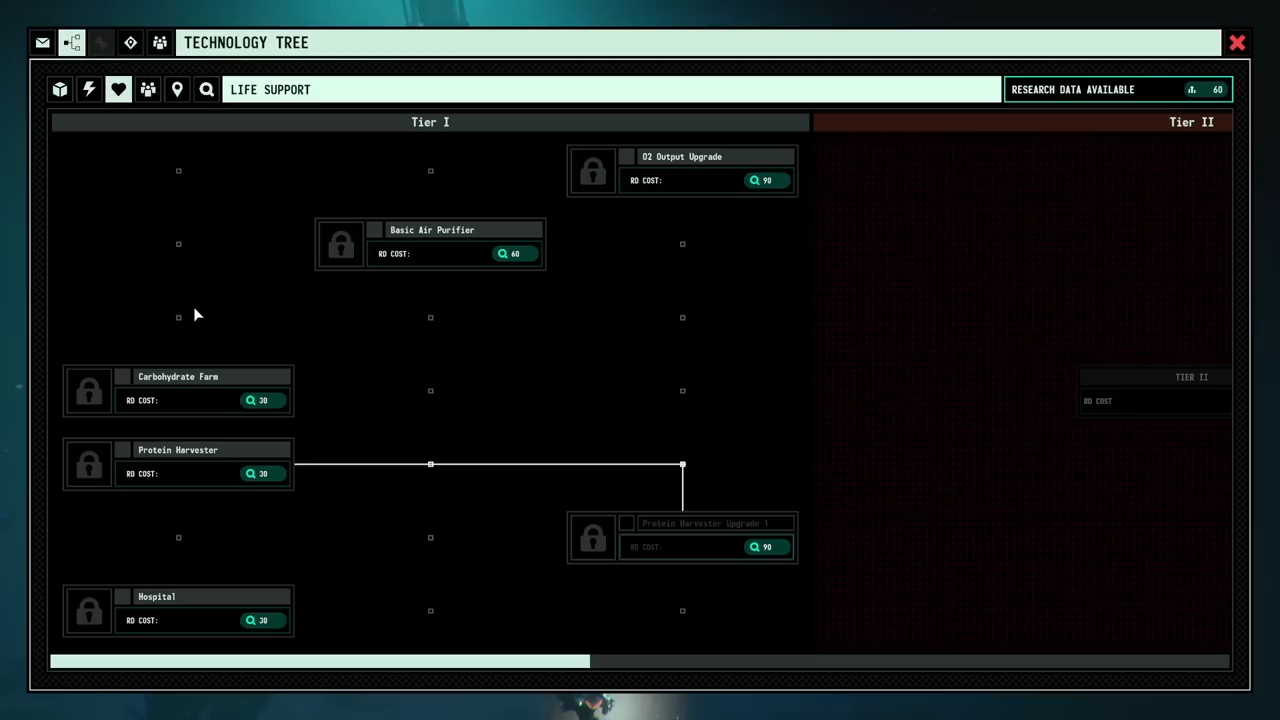 TECHNOLOGY TREE
LIFE SUPPORT
RESEARCH DATA AVAILABLE 60
Tier I
Tier II
O2 Output Upgrade
RD COST: 90
Basic Air Purifier
RD COST: 60
Carbohydrate Farm
RD COST: 30
TIER II
RD COST
Protein Harvester
RD COST: 30
Protein Harvester Upgrade 1
RD COST: 90
Hospital
RD COST: 30